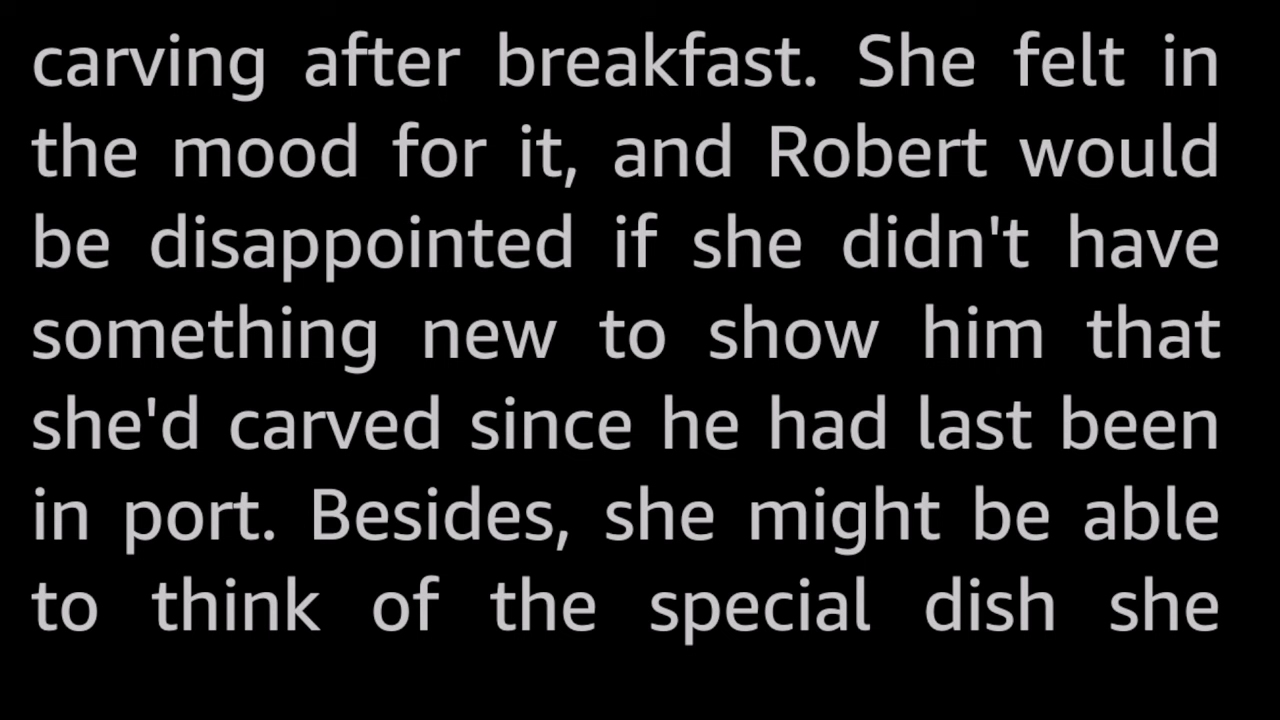 carving after breakfast. She felt in
the mood for it, and Robert would
be disappointed if she didn't have
something new to show him that
she'd carved since he had last been
in port. Besides, she might be able
to think of the special dish she